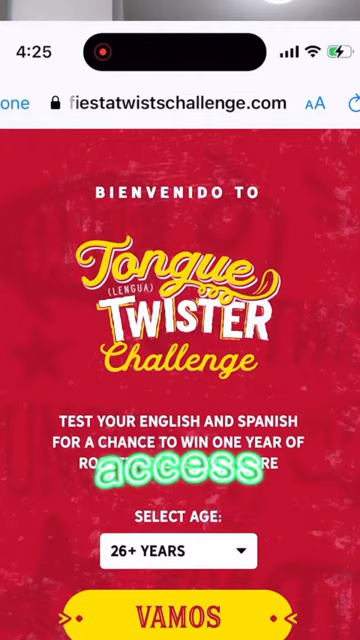 4:25
one
fiestatwistschallenge.com
AA
BIENVENIDO TO
Tongue
(LENGUA)
TWISTER
Challenge
TEST YOUR ENGLISH AND SPANISH
FOR A CHANCE TO WIN ONE YEAR OF
access
SELECT AGE:
26+ YEARS
VAMOS